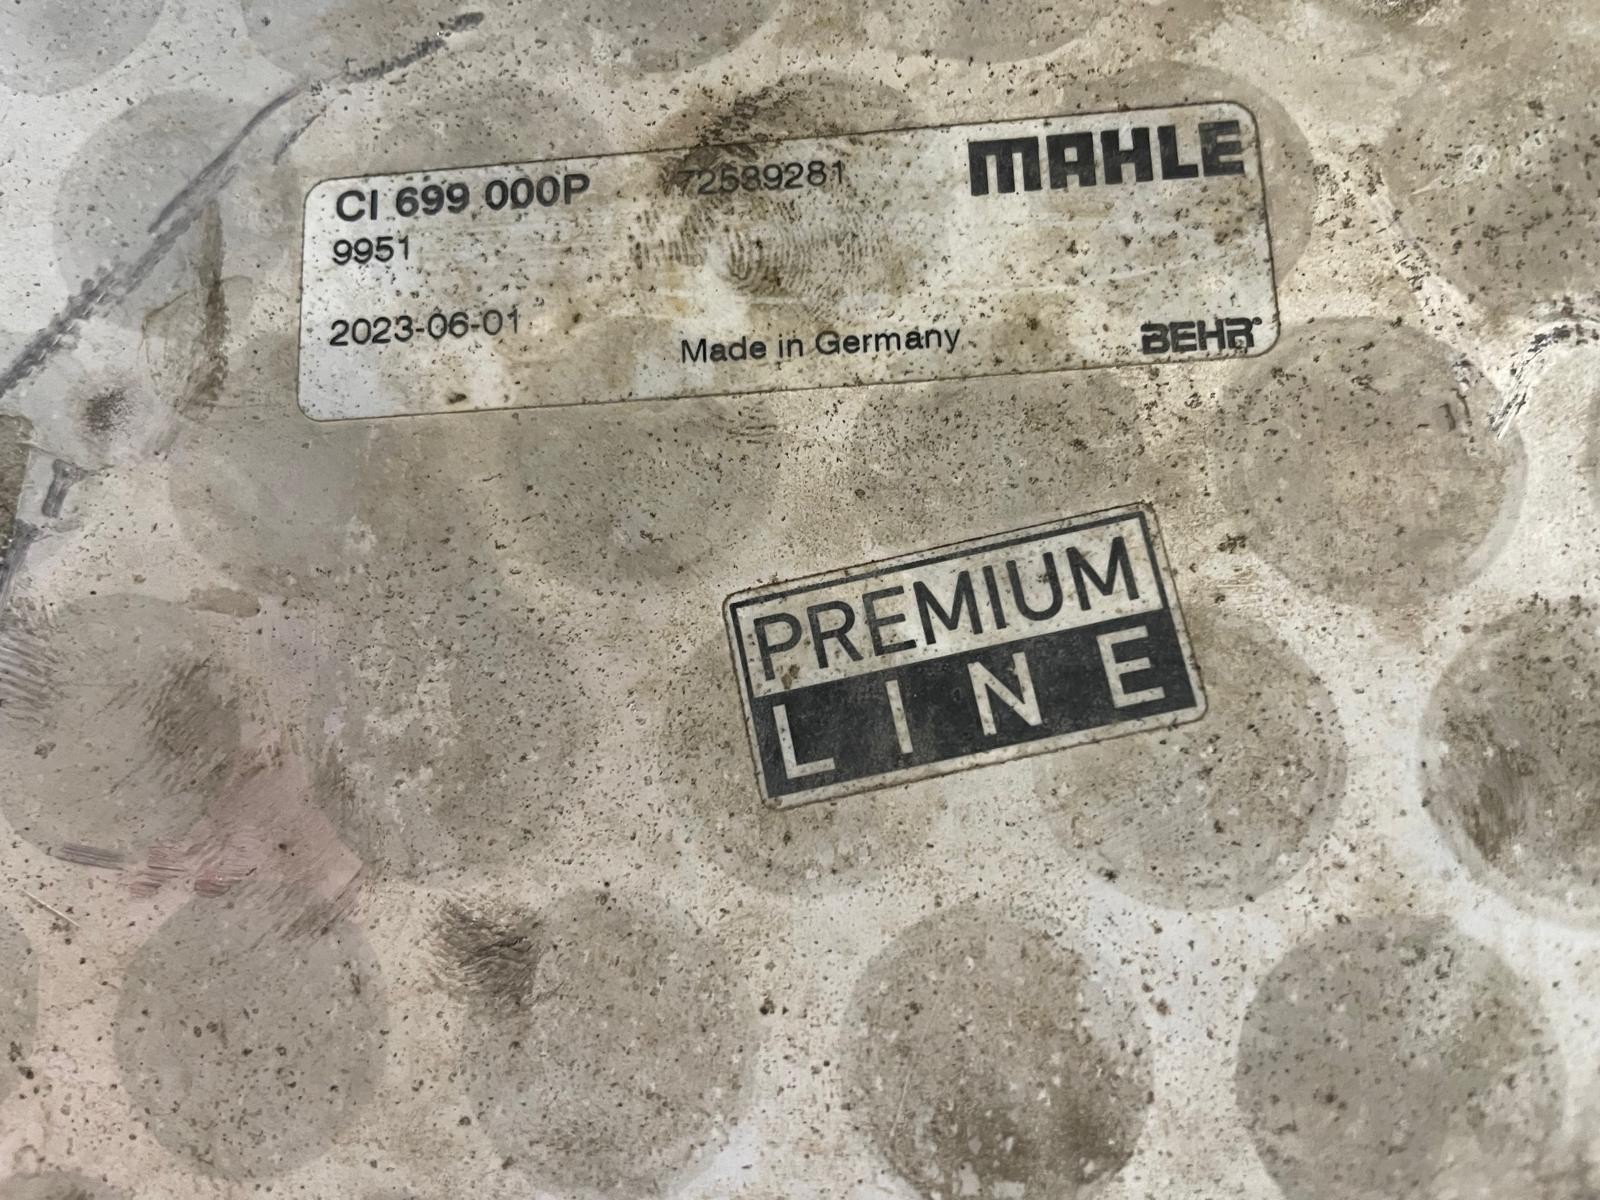 CI 699 000P 72589281 MAHLE
9951
2023-06-01 Made in Germany BEHR
PREMIUM
LINE